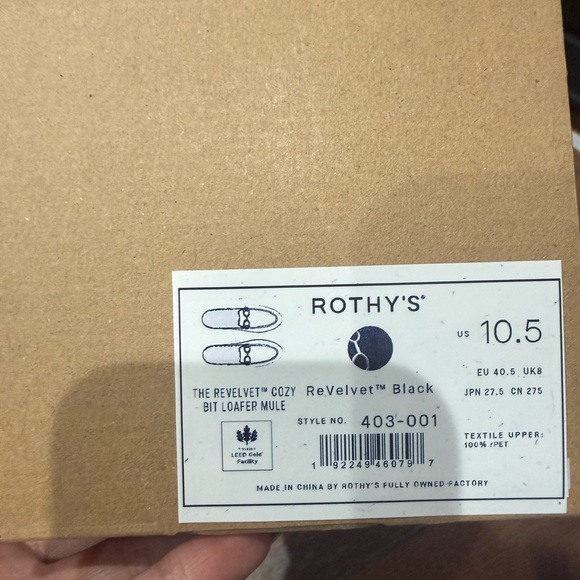 ROTHY'S®
US 10.5
EU 40.5 UK8
JPN 27.5 CN 275
THE REVELVET™ COZY
BIT LOAFER MULE
ReVelvet™ Black
STYLE NO. 403-001
TEXTILE UPPER:
100% rPET
LEED Gold
Facility
1 92249 46079 7
MADE IN CHINA BY ROTHY'S FULLY OWNED FACTORY